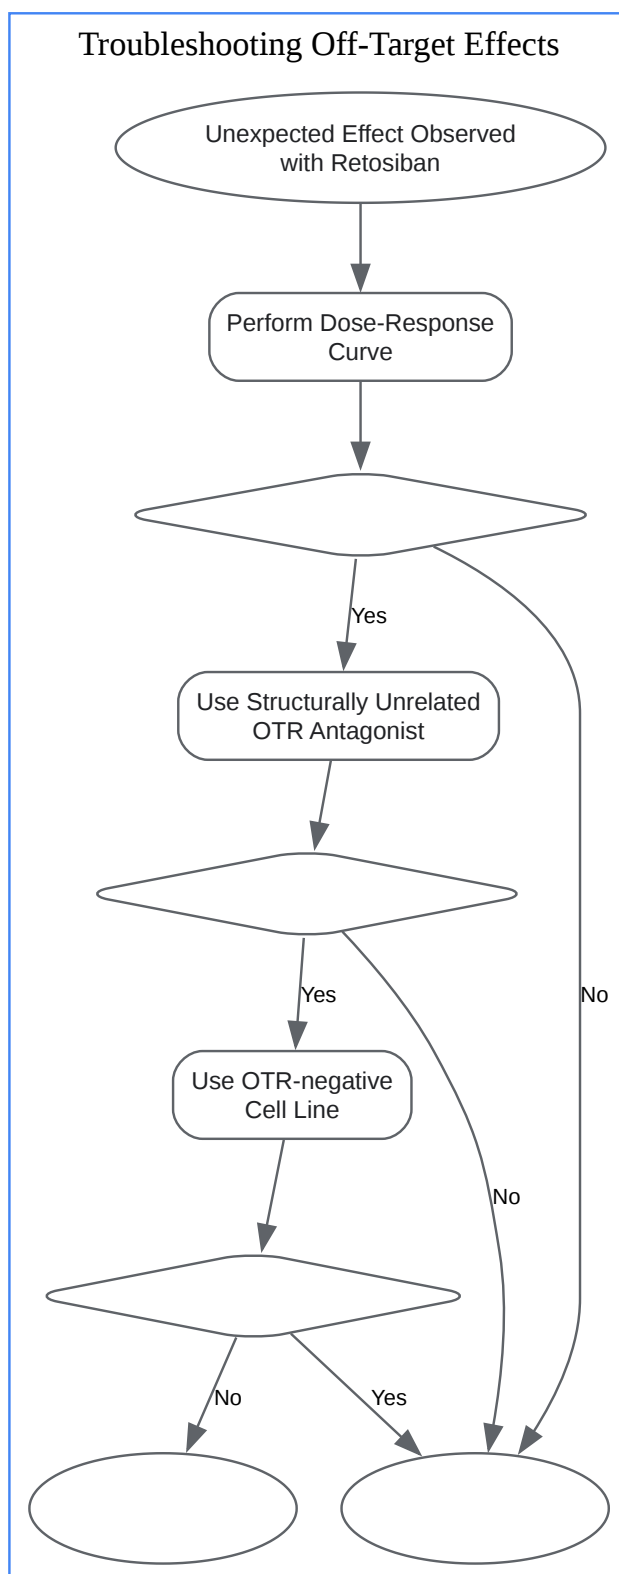 Troubleshooting Off-Target Effects
Unexpected Effect Observed
with Retosiban
Perform Dose-Response
Curve
Yes
Use Structurally Unrelated
OTR Antagonist
Yes
No
Use OTR-negative
Cell Line
No
No
Yes